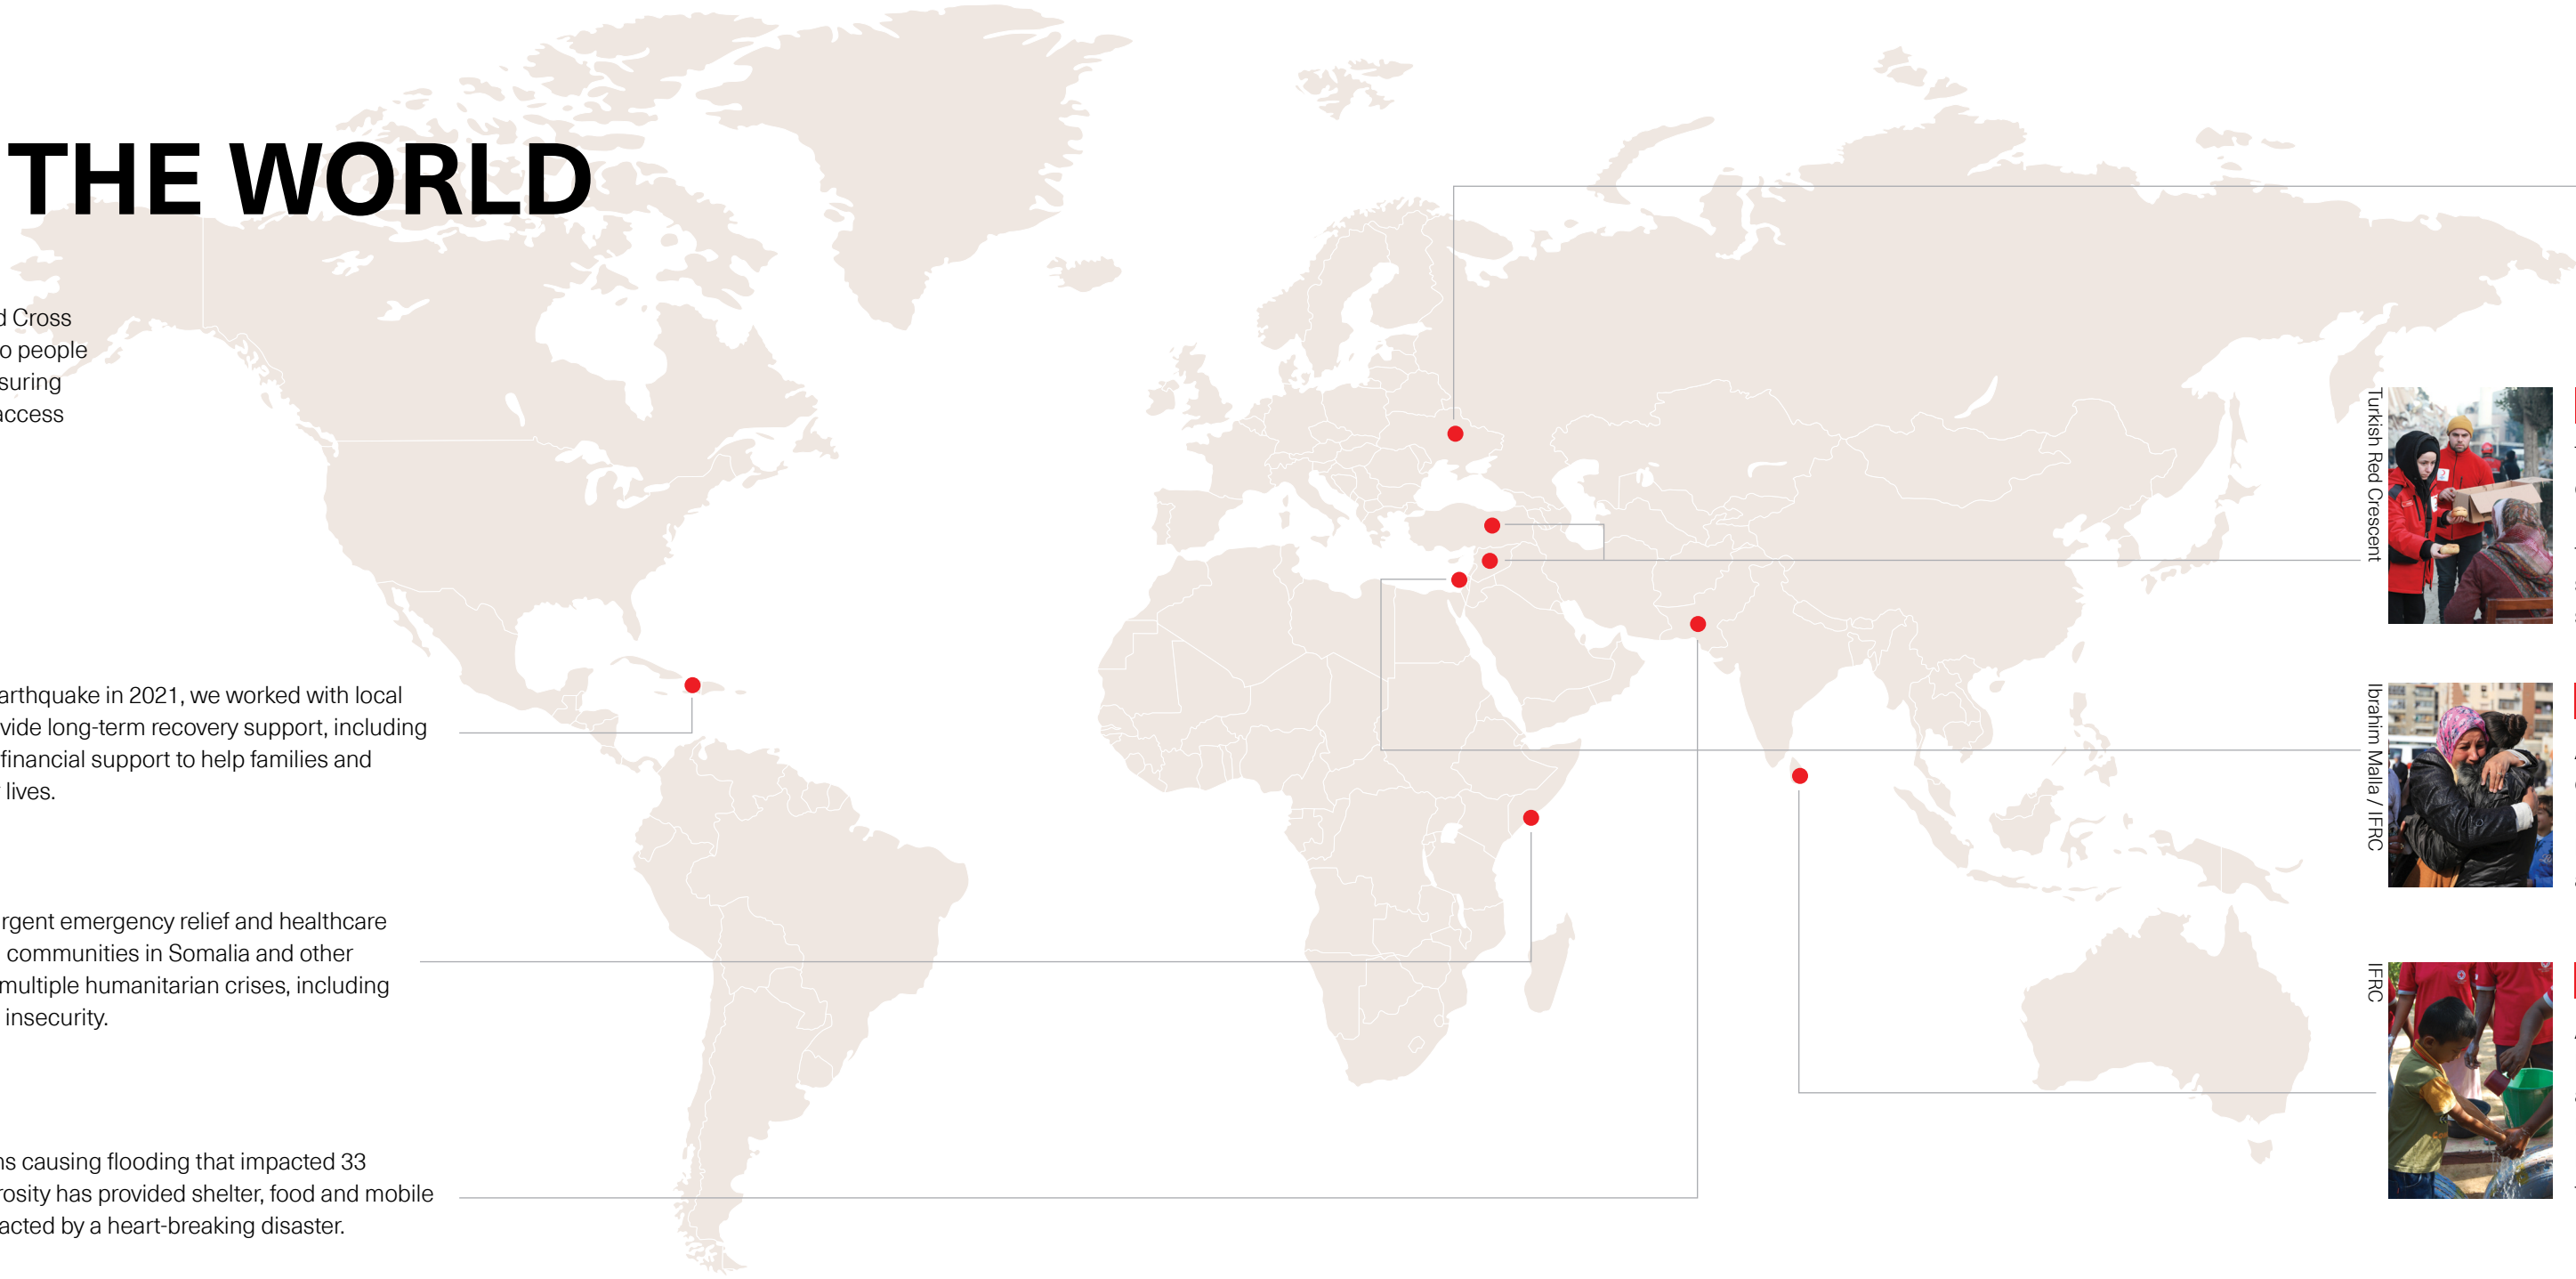 THE WORLD
d Cross
o people
suring
access
arthquake in 2021, we worked with local
vide long-term recovery support, including
financial support to help families and
lives.
rgent emergency relief and healthcare
communities in Somalia and other
multiple humanitarian crises, including
insecurity.
ns causing flooding that impacted 33
rosity has provided shelter, food and mobile
acted by a heart-breaking disaster.
Turkish Red Crescent
Ibrahim Malla / IFRC
IFRC